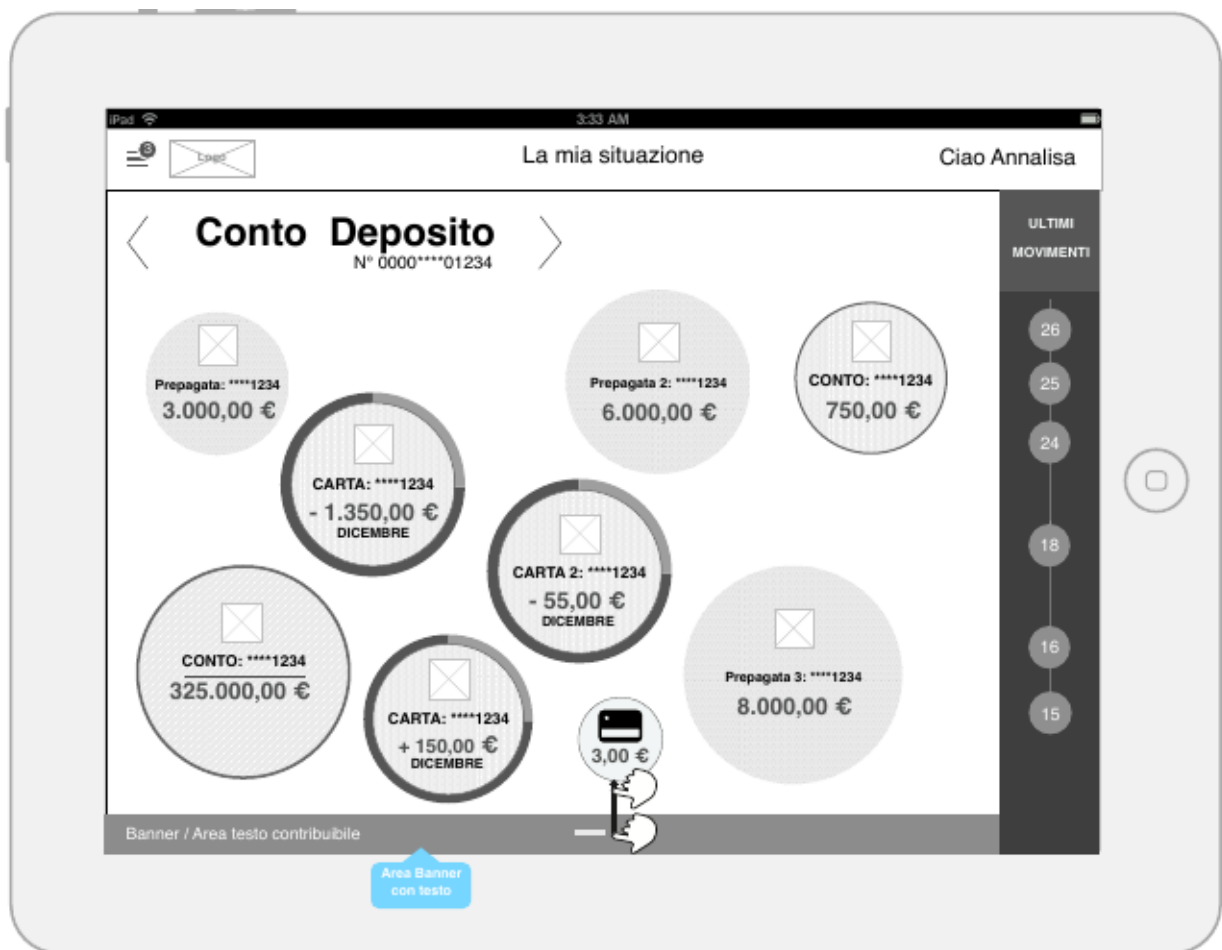 iPad 3:33 AM
3 Logo La mia situazione Ciao Annalisa
Conto Deposito
N° 0000****01234
ULTIMI
MOVIMENTI
Prepagata: ****1234
3.000,00 €
Prepagata 2: ****1234
6.000,00 €
CONTO: ****1234
750,00 €
CARTA: ****1234
- 1.350,00 €
DICEMBRE
CARTA 2: ****1234
- 55,00 €
DICEMBRE
CONTO: ****1234
325.000,00 €
CARTA: ****1234
+ 150,00 €
DICEMBRE
3,00 €
Prepagata 3: ****1234
8.000,00 €
26
25
24
18
16
15
Banner / Area testo contribuibile
Area Banner
con testo